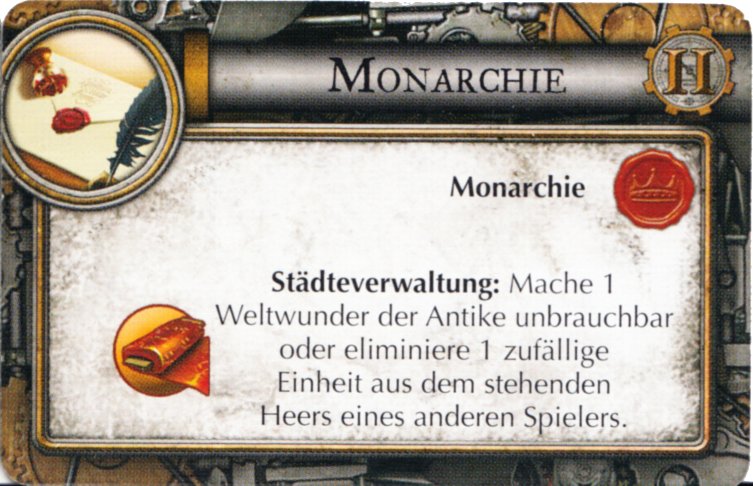 MONARCHIE
II
Monarchie
Städteverwaltung: Mache 1
Weltwunder der Antike unbrauchbar
oder eliminiere 1 zufällige
Einheit aus dem stehenden
Heers eines anderen Spielers.